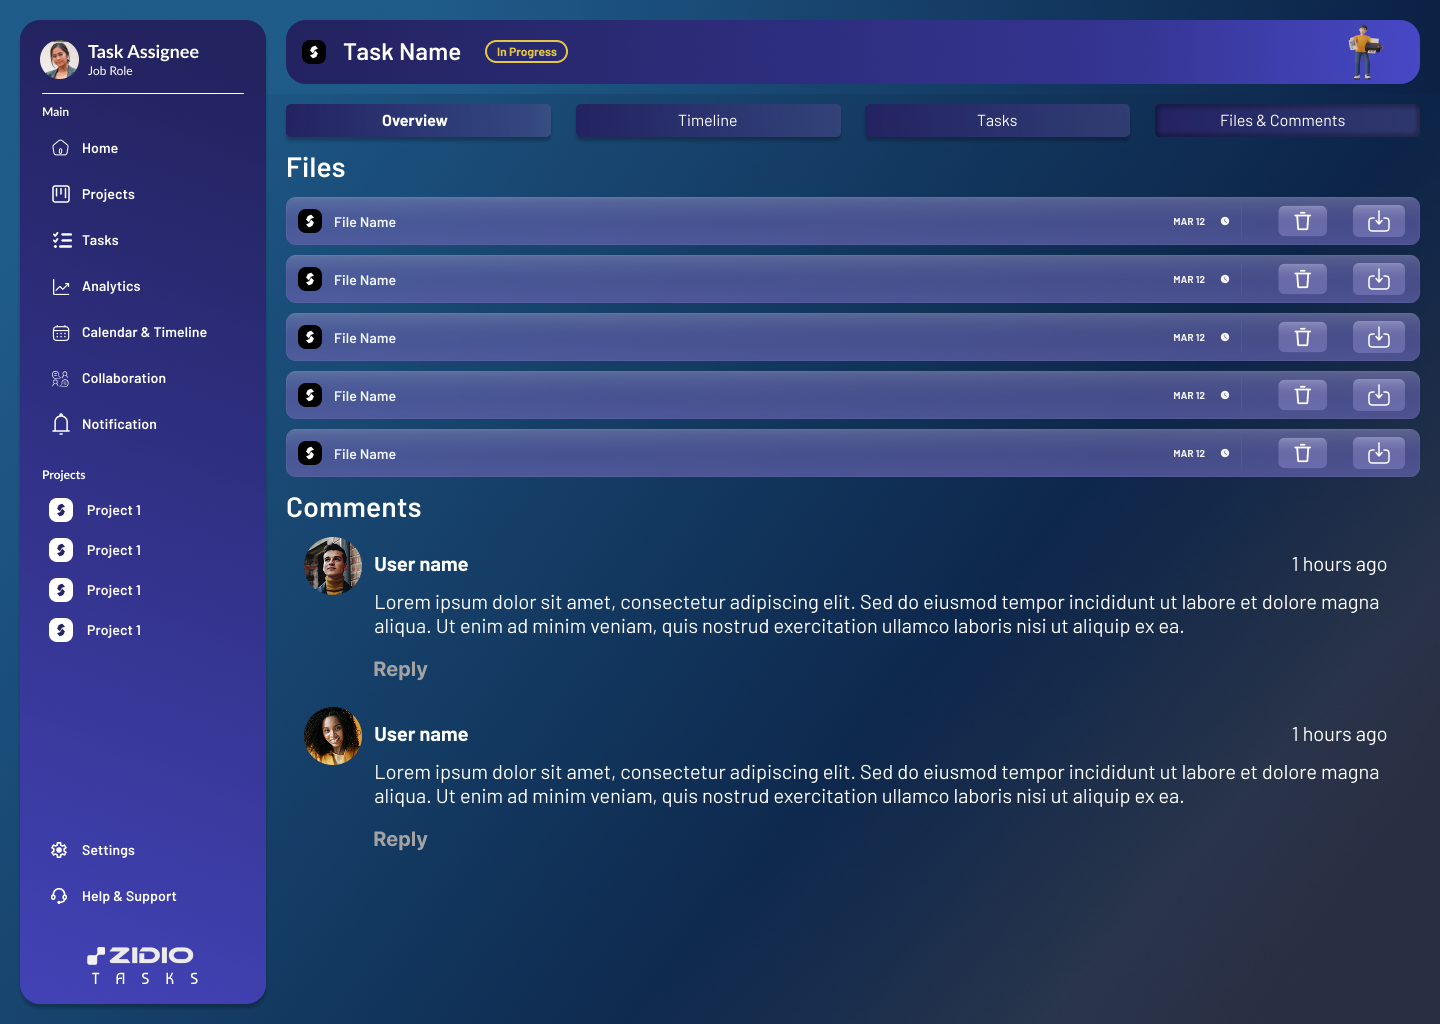 Task Assignee
Job Role
Main
Home
Projects
Tasks
Analytics
Calendar & Timeline
Collaboration
Notification
Projects
Project 1
Project 1
Project 1
Project 1
Settings
Help & Support
ZIDIO
TASKS
Task Name
In Progress
Overview
Timeline
Tasks
Files & Comments
Files
File Name
MAR 12
File Name
MAR 12
File Name
MAR 12
File Name
MAR 12
File Name
MAR 12
Comments
User name
1 hours ago
Lorem ipsum dolor sit amet, consectetur adipiscing elit. Sed do eiusmod tempor incididunt ut labore et dolore magna
aliqua. Ut enim ad minim veniam, quis nostrud exercitation ullamco laboris nisi ut aliquip ex ea.
Reply
User name
1 hours ago
Lorem ipsum dolor sit amet, consectetur adipiscing elit. Sed do eiusmod tempor incididunt ut labore et dolore magna
aliqua. Ut enim ad minim veniam, quis nostrud exercitation ullamco laboris nisi ut aliquip ex ea.
Reply